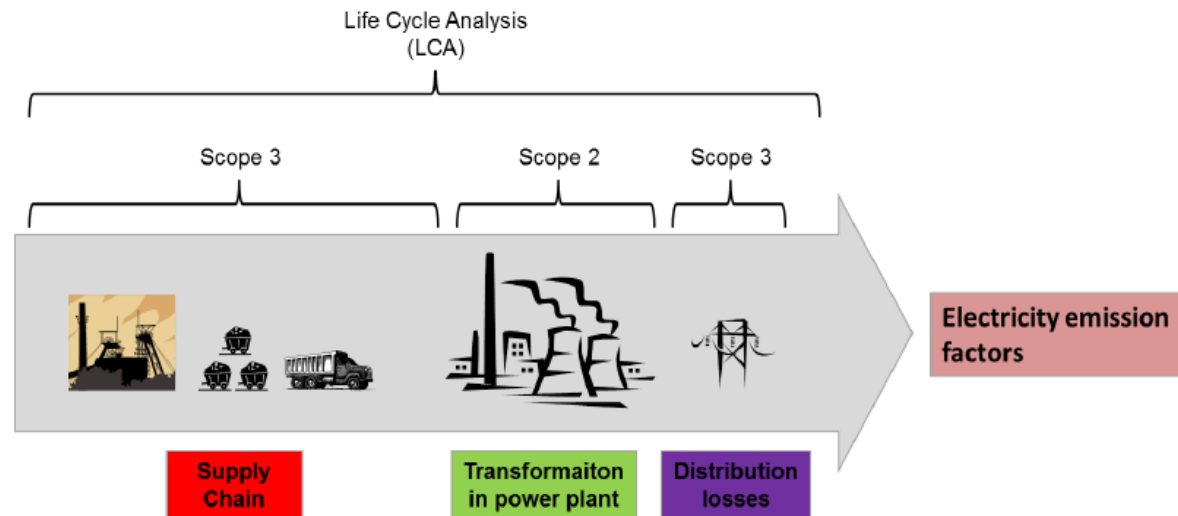 Life Cycle Analysis
(LCA)
Scope 3
Scope 2
Scope 3
Electricity emission
factors
Supply
Chain
Transformaiton
in power plant
Distribution
losses